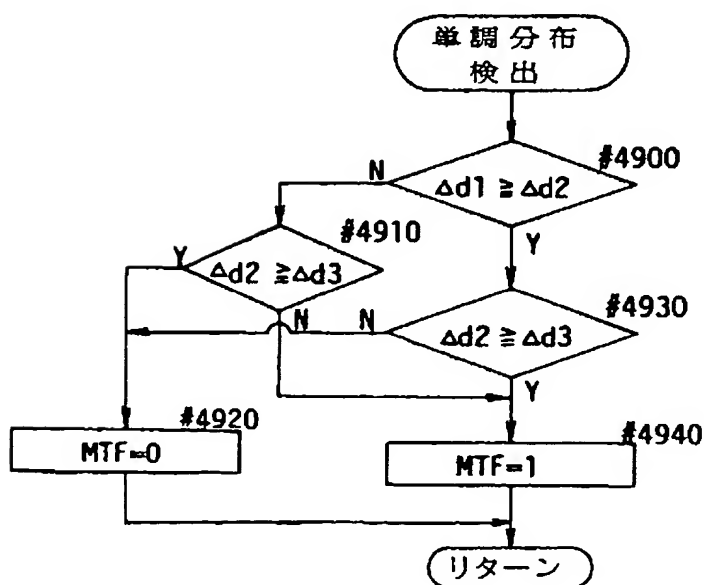 単調分布
検出
#4900
N
Δd1≧Δd2
Y
#4910
Y
Δd2≧Δd3
N
#4930
N
Δd2≧Δd3
Y
#4920
MTF=0
#4940
MTF=1
リターン